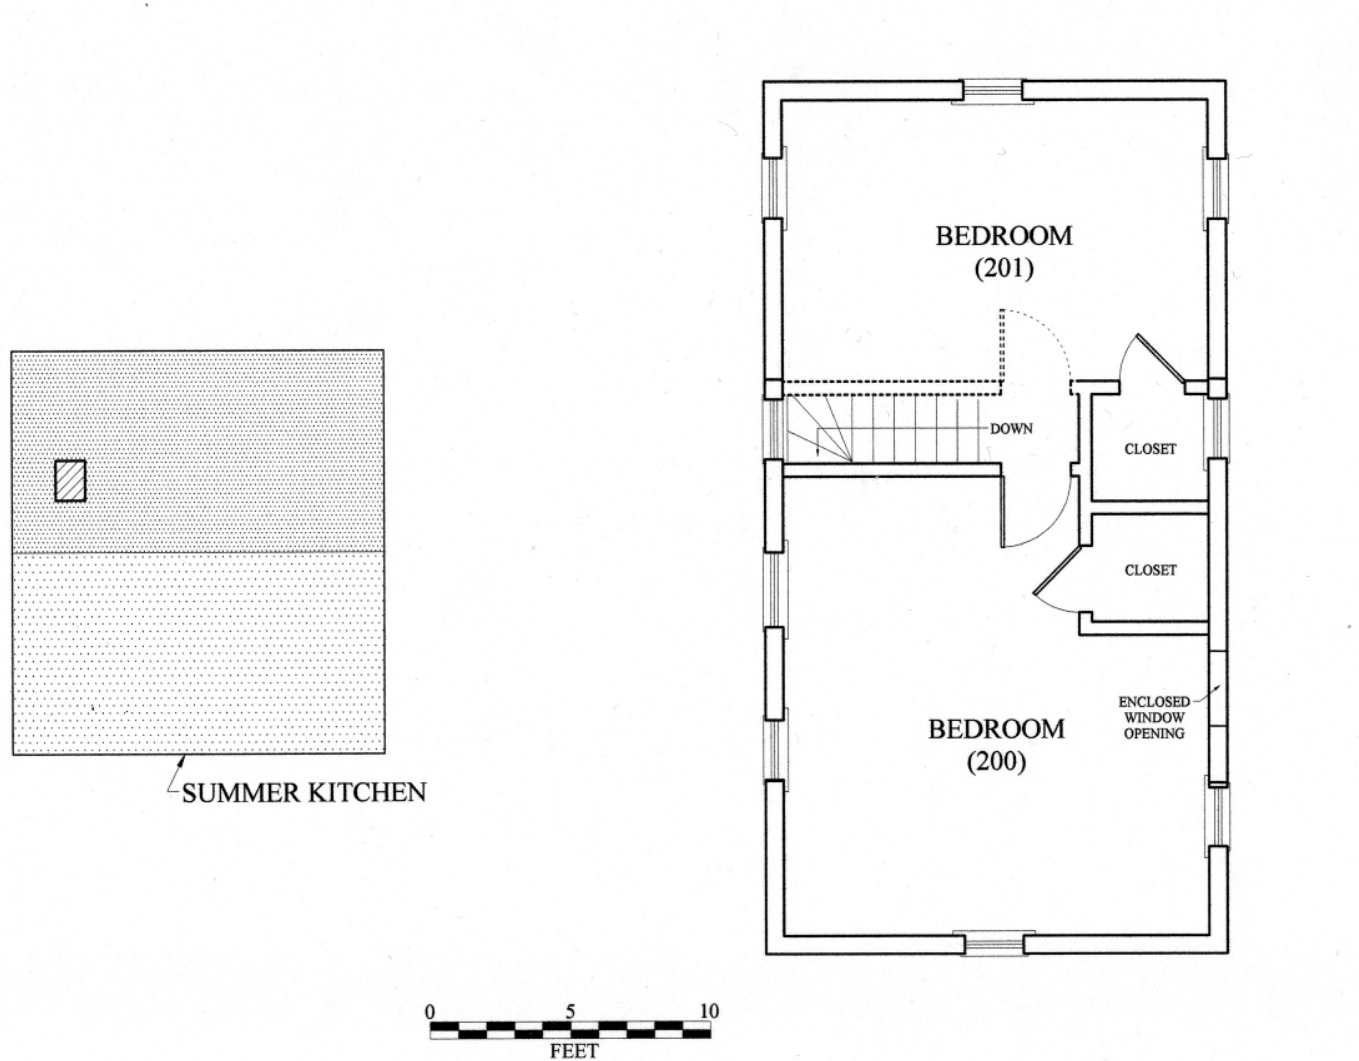 BEDROOM
(201)
DOWN
CLOSET
CLOSET
ENCLOSED
WINDOW
OPENING
BEDROOM
(200)
SUMMER KITCHEN
0 5 10
FEET